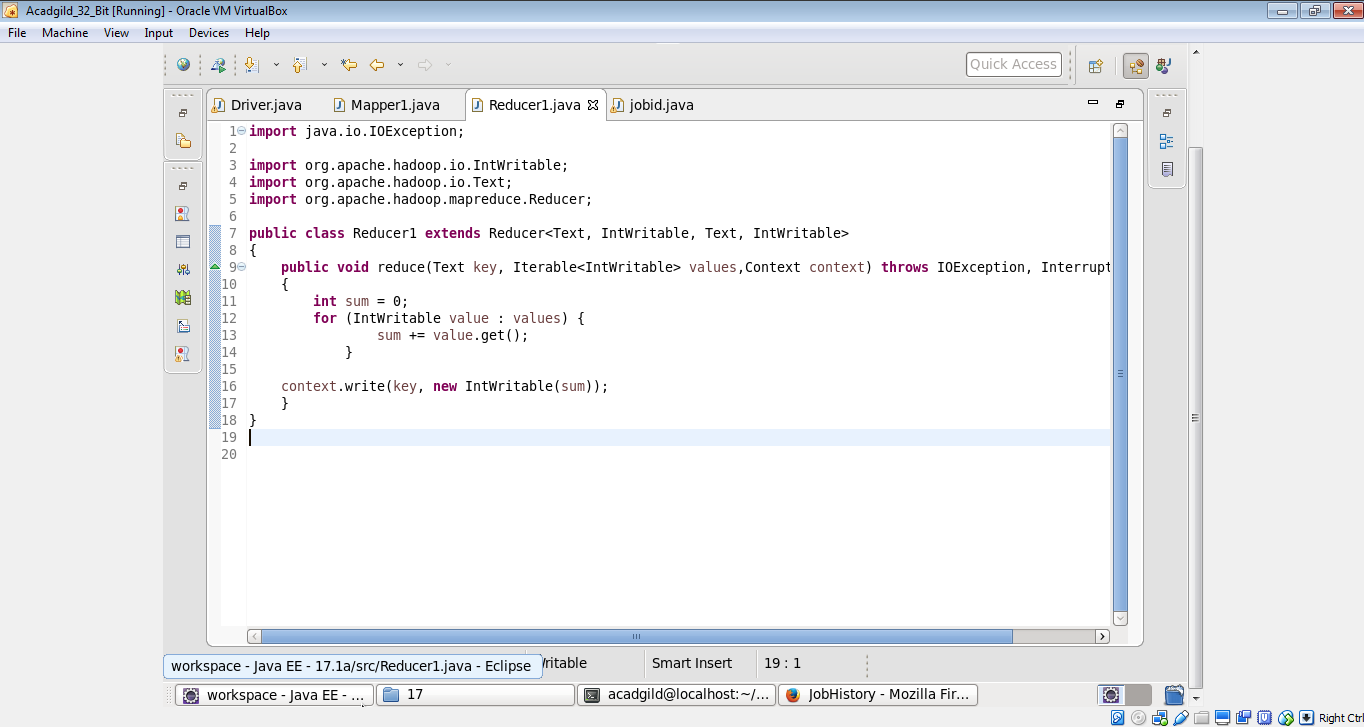 Acadgild_32_Bit [Running] - Oracle VM VirtualBox
File Machine View Input Devices Help
Quick Access
Driver.java Mapper1.java Reducer1.java jobid.java
1 import java.io.IOException;
2
3 import org.apache.hadoop.io.IntWritable;
4 import org.apache.hadoop.io.Text;
5 import org.apache.hadoop.mapreduce.Reducer;
6
7 public class Reducer1 extends Reducer<Text, IntWritable, Text, IntWritable>
8 {
9 public void reduce(Text key, Iterable<IntWritable> values,Context context) throws IOException, Interrupt
10 {
11 int sum = 0;
12 for (IntWritable value : values) {
13 sum += value.get();
14 }
15
16 context.write(key, new IntWritable(sum));
17 }
18 }
19
20
workspace - Java EE - 17.1a/src/Reducer1.java - Eclipse
ritable Smart Insert 19 : 1
workspace - Java EE - ... 17 acadgild@localhost:~/... JobHistory - Mozilla Fir...
Right Ctrl